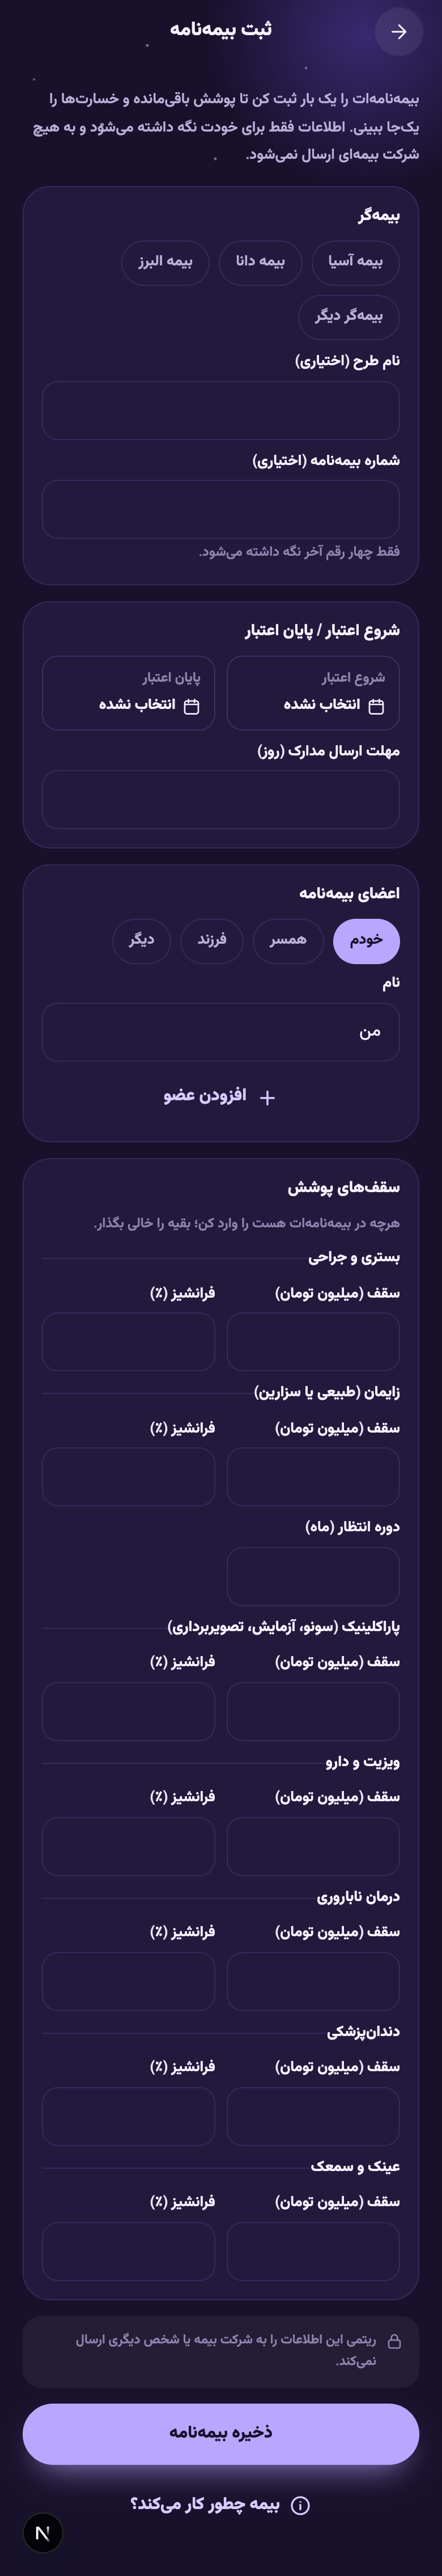 ثبت بیمه‌نامه
بیمه‌نامه‌ات را یک بار ثبت کن تا پوشش باقی‌مانده و خسارت‌ها را
یک‌جا ببینی. اطلاعات فقط برای خودت نگه داشته می‌شود و به هیچ
شرکت بیمه‌ای ارسال نمی‌شود.
بیمه‌گر
بیمه آسیا
بیمه دانا
بیمه البرز
بیمه‌گر دیگر
نام طرح (اختیاری)
شماره بیمه‌نامه (اختیاری)
فقط چهار رقم آخر نگه داشته می‌شود.
شروع اعتبار / پایان اعتبار
شروع اعتبار
انتخاب نشده
پایان اعتبار
انتخاب نشده
مهلت ارسال مدارک (روز)
اعضای بیمه‌نامه
خودم
همسر
فرزند
دیگر
نام
من
افزودن عضو
سقف‌های پوشش
هرچه در بیمه‌نامه‌ات هست را وارد کن؛ بقیه را خالی بگذار.
بستری و جراحی
سقف (میلیون تومان)
فرانشیز (٪)
زایمان (طبیعی یا سزارین)
سقف (میلیون تومان)
فرانشیز (٪)
دوره انتظار (ماه)
پاراکلینیک (سونو، آزمایش، تصویربرداری)
سقف (میلیون تومان)
فرانشیز (٪)
ویزیت و دارو
سقف (میلیون تومان)
فرانشیز (٪)
درمان ناباروری
سقف (میلیون تومان)
فرانشیز (٪)
دندان‌پزشکی
سقف (میلیون تومان)
فرانشیز (٪)
عینک و سمعک
سقف (میلیون تومان)
فرانشیز (٪)
ریتمی این اطلاعات را به شرکت بیمه یا شخص دیگری ارسال
نمی‌کند.
ذخیره بیمه‌نامه
بیمه چطور کار می‌کند؟
N